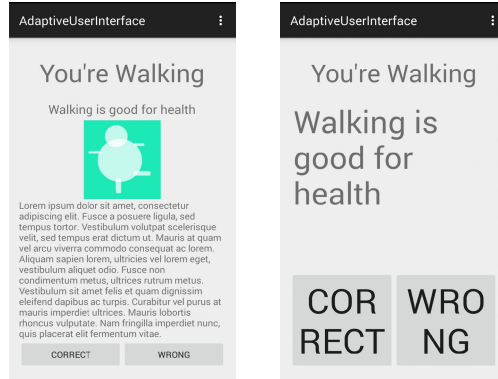 AdaptiveUserInterface
You're Walking
Walking is good for health
Lorem ipsum dolor sit amet, consectetur
adipiscing elit. Fusce a posuere ligula, sed
tempus tortor. Vestibulum volutpat scelerisque
velit, sed tempus erat dictum ut. Mauris at quam
vel arcu viverra commodo consequat ac lorem.
Aliquam sapien lorem, ultricies vel lorem eget,
vestibulum aliquet odio. Fusce non
condimentum metus, ultrices rutrum metus.
Vestibulum sit amet felis et quam dignissim
eleifend dapibus ac turpis. Curabitur vel purus at
mauris imperdiet ultrices. Mauris lobortis
rhoncus vulputate. Nam fringilla imperdiet nunc,
quis placerat elit fermentum vitae.
CORRECT
WRONG
AdaptiveUserInterface
You're Walking
Walking is
good for
health
COR
RECT
WRO
NG